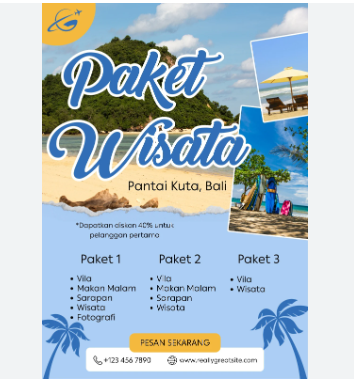 Paket
Wisata
Pantai Kuta, Bali
*Dapatkan diskon 40% untuk
pelanggan pertama
Paket 1
• Vila
• Makan Malam
• Sarapan
• Wisata
• Fotografi
Paket 2
• Vila
• Makan Malam
• Sarapan
• Wisata
Paket 3
• Vila
• Wisata
PESAN SEKARANG
+123 456 7890
www.reallygreatsite.com